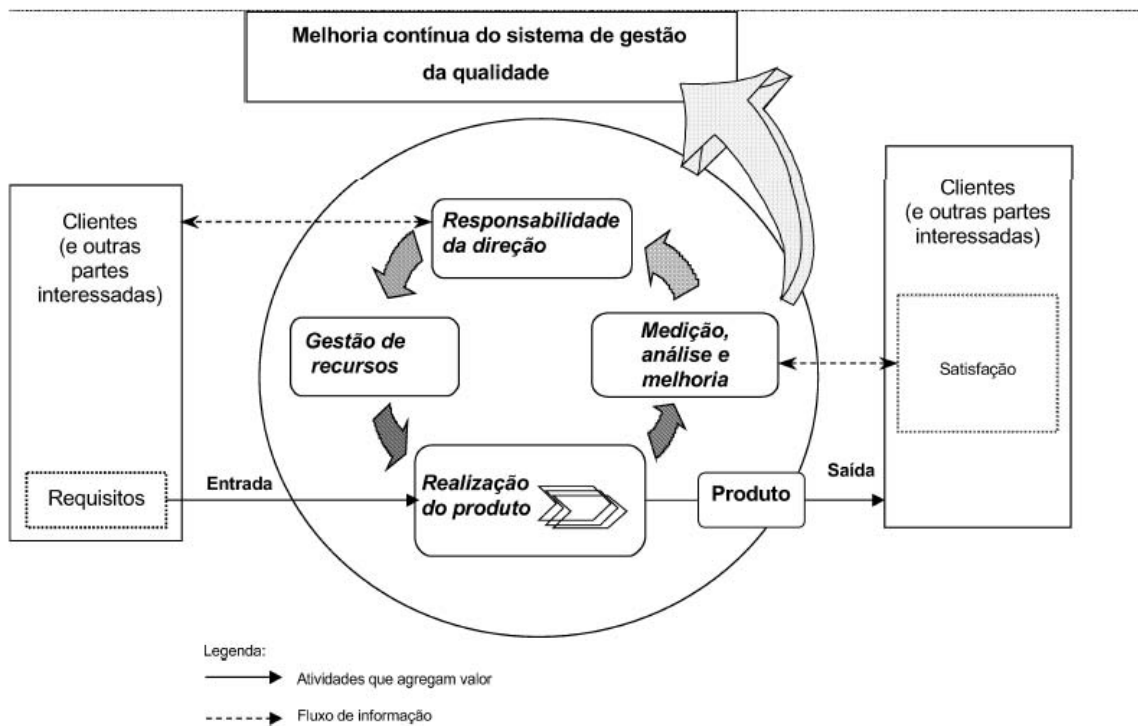 Melhoria contínua do sistema de gestão
da qualidade
Clientes
(e outras
partes
interessadas)
Responsabilidade
da direção
Clientes
(e outras partes
interessadas)
Gestão de
recursos
Medição,
análise e
melhoria
Satisfação
Requisitos
Entrada
Realização
do produto
Produto
Saída
Legenda:
Atividades que agregam valor
Fluxo de informação